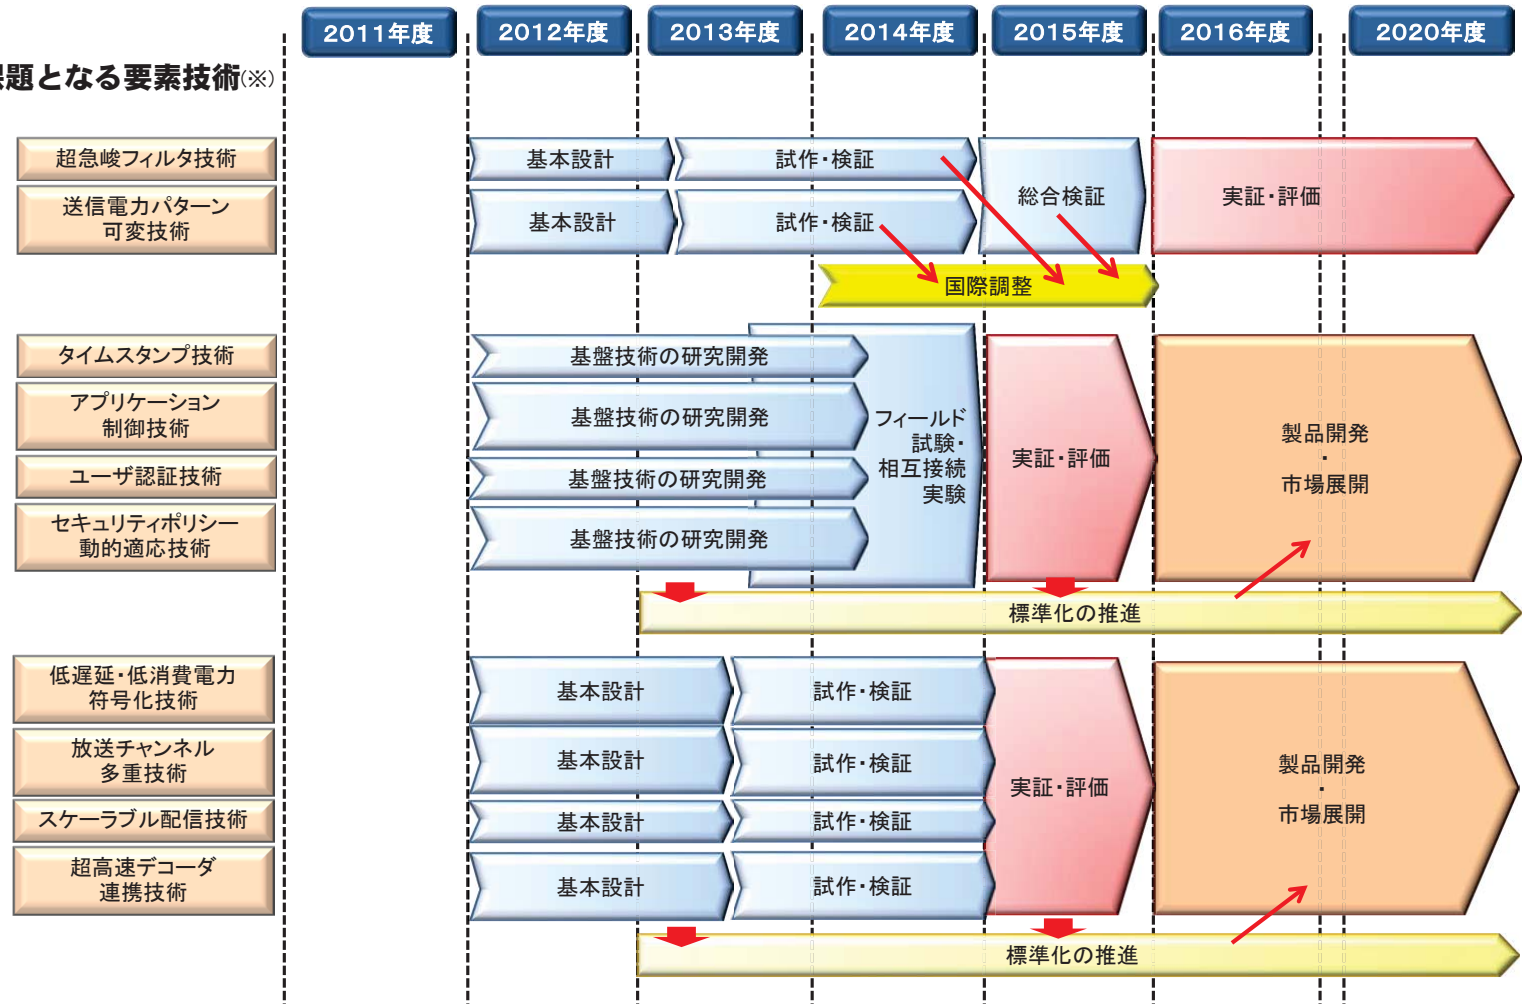 2011年度
2012年度
2013年度
2014年度
2015年度
2016年度
2020年度
題となる要素技術(※)
超急峻フィルタ技術
基本設計
試作・検証
送信電力パターン
可変技術
基本設計
試作・検証
総合検証
実証・評価
国際調整
タイムスタンプ技術
基盤技術の研究開発
アプリケーション
制御技術
基盤技術の研究開発
ユーザ認証技術
基盤技術の研究開発
セキュリティポリシー
動的適応技術
基盤技術の研究開発
フィールド
試験・
相互接続
実験
実証・評価
製品開発
・
市場展開
標準化の推進
低遅延・低消費電力
符号化技術
基本設計
試作・検証
放送チャンネル
多重技術
基本設計
試作・検証
スケーラブル配信技術
基本設計
試作・検証
超高速デコーダ
連携技術
基本設計
試作・検証
実証・評価
製品開発
・
市場展開
標準化の推進